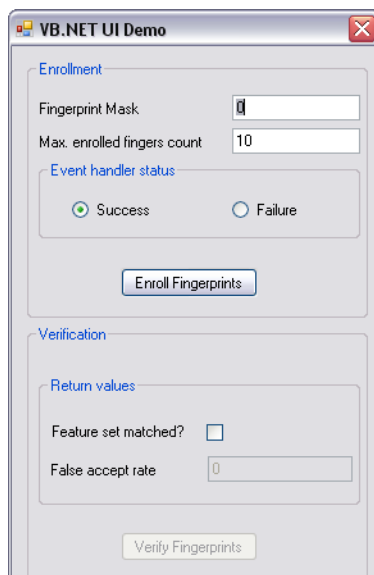 VB.NET UI Demo
Enrollment
Fingerprint Mask 0
Max. enrolled fingers count 10
Event handler status
Success Failure
Enroll Fingerprints
Verification
Return values
Feature set matched?
False accept rate 0
Verify Fingerprints